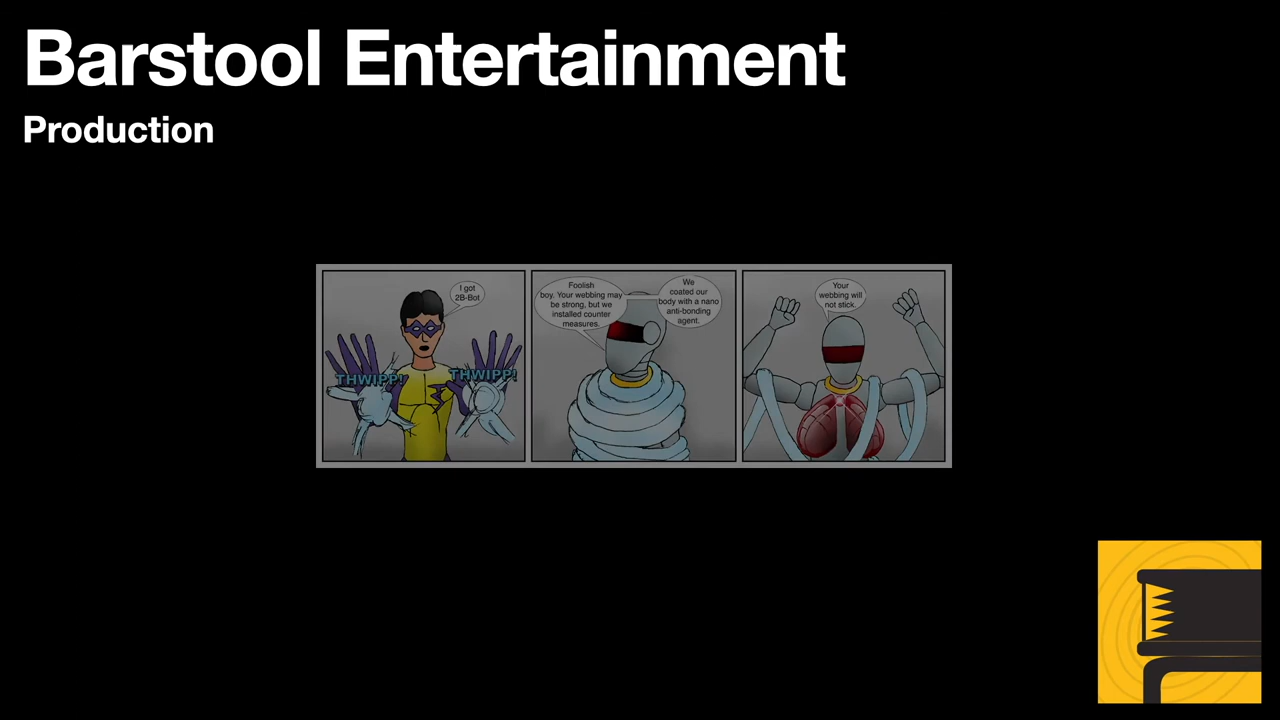 Barstool Entertainment
Production
I got
2B-Bot
THWIPP!
THWIPP!
Foolish
boy. Your webbing may
be strong, but we
installed counter
measures.
We
coated our
body with a nano
anti-bonding
agent.
Your
webbing will
not stick.